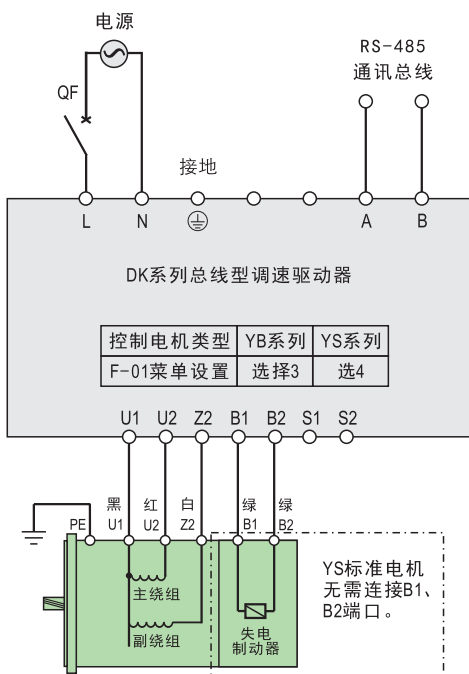 电源
RS-485
通讯总线
QF
接地
L N A B
DK系列总线型调速驱动器
控制电机类型 YB系列 YS系列
F-01菜单设置 选择3 选4
U1 U2 Z2 B1 B2 S1 S2
黑 红 白 绿 绿
PE U1 U2 Z2 B1 B2
主绕组
副绕组
失电
制动器
YS标准电机
无需连接B1、
B2端口。